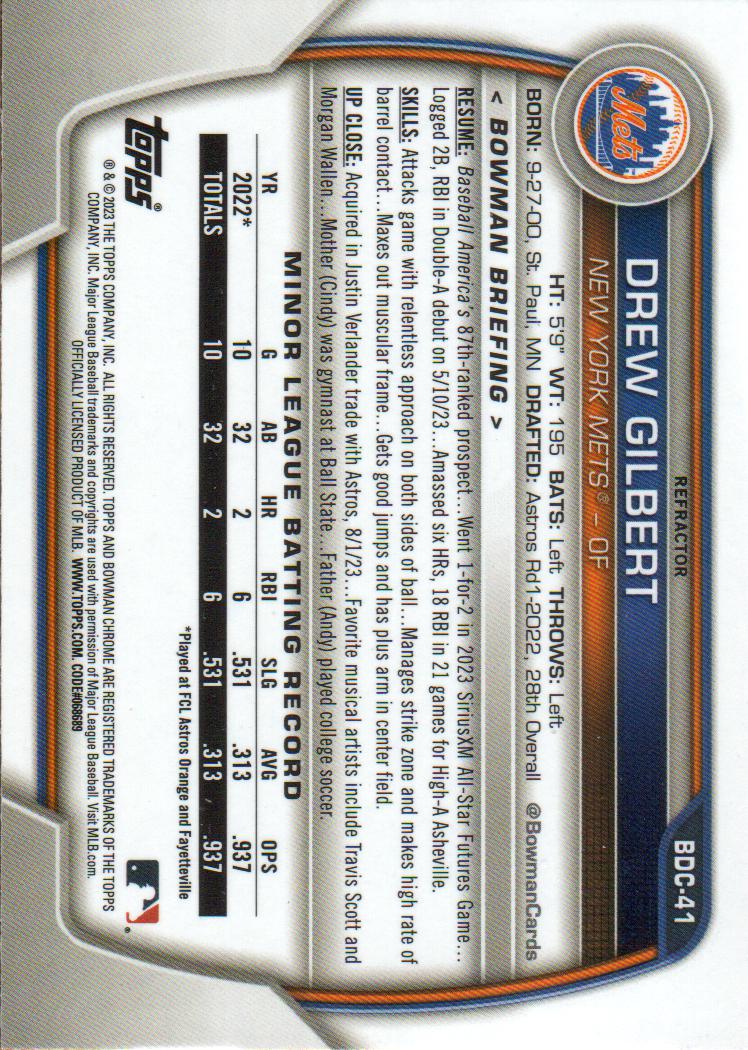 REFRACTOR
BDC-41
DREW GILBERT
Mets
NEW YORK METS® – OF
HT: 5'9" WT: 195 BATS: Left THROWS: Left
BORN: 9-27-00, St. Paul, MN DRAFTED: Astros Rd1-2022, 28th Overall @BowmanCards
< BOWMAN BRIEFING >
RESUME: Baseball America's 87th-ranked prospect...Went 1-for-2 in 2023 SiriusXM All-Star Futures Game...
Logged 2B, RBI in Double-A debut on 5/10/23...Amassed six HRs, 18 RBI in 21 games for High-A Asheville.
SKILLS: Attacks game with relentless approach on both sides of ball...Manages strike zone and makes high rate of
barrel contact...Maxes out muscular frame...Gets good jumps and has plus arm in center field.
UP CLOSE: Acquired in Justin Verlander trade with Astros, 8/1/23...Favorite musical artists include Travis Scott and
Morgan Wallen...Mother (Cindy) was gymnast at Ball State...Father (Andy) played college soccer.
MINOR LEAGUE BATTING RECORD
YR G AB HR RBI SLG AVG OPS
2022* 10 32 2 6 .531 .313 .937
TOTALS 10 32 2 6 .531 .313 .937
*Played at FCL Astros Orange and Fayetteville
topps®
® & © 2023 THE TOPPS COMPANY, INC. ALL RIGHTS RESERVED. TOPPS AND BOWMAN CHROME ARE REGISTERED TRADEMARKS OF THE TOPPS
COMPANY, INC. Major League Baseball trademarks and copyrights are used with permission of Major League Baseball. Visit MLB.com.
OFFICIALLY LICENSED PRODUCT OF MLB. WWW.TOPPS.COM. CODE#068689